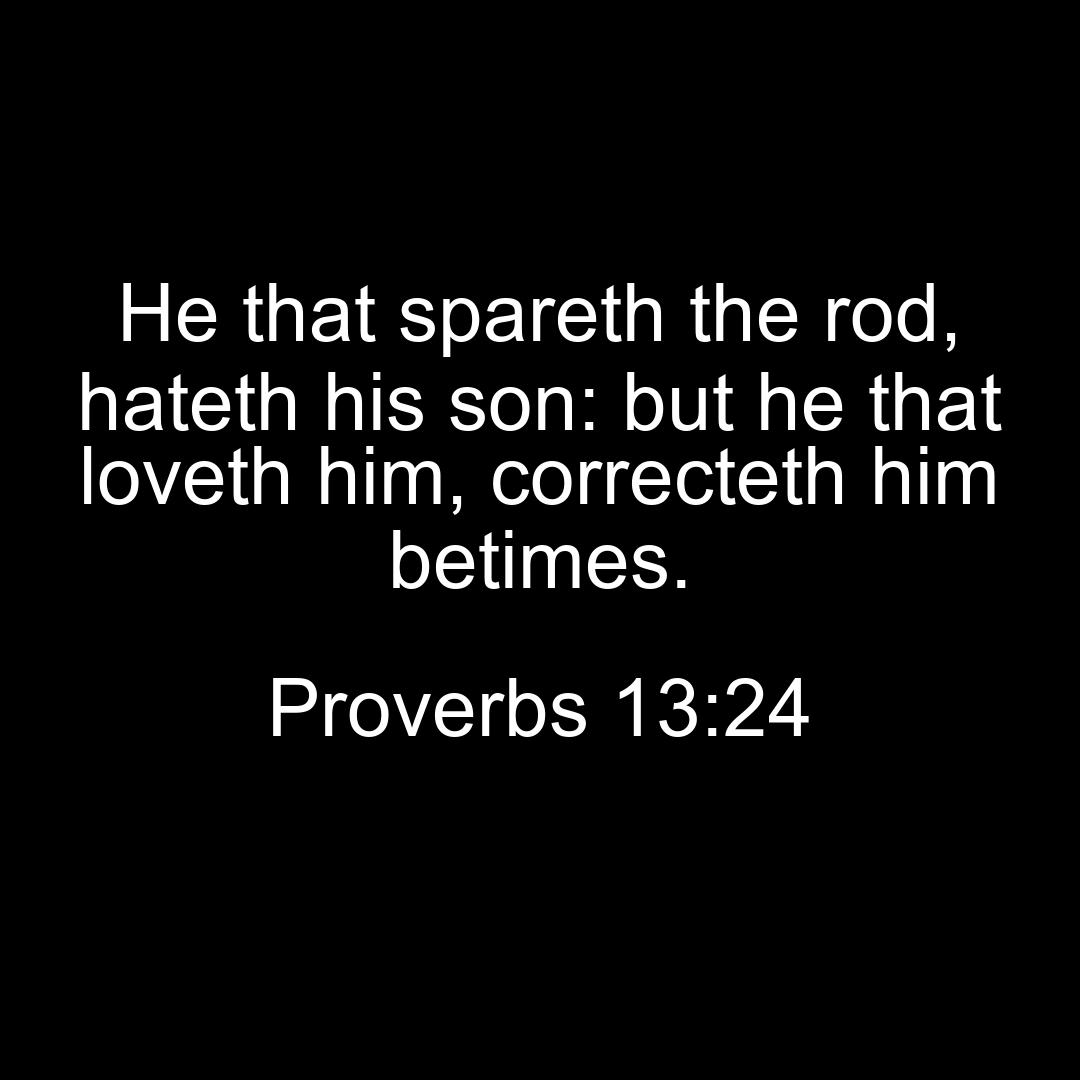 He that spareth the rod,
hateth his son: but he that
loveth him, correcteth him
betimes.
Proverbs 13:24